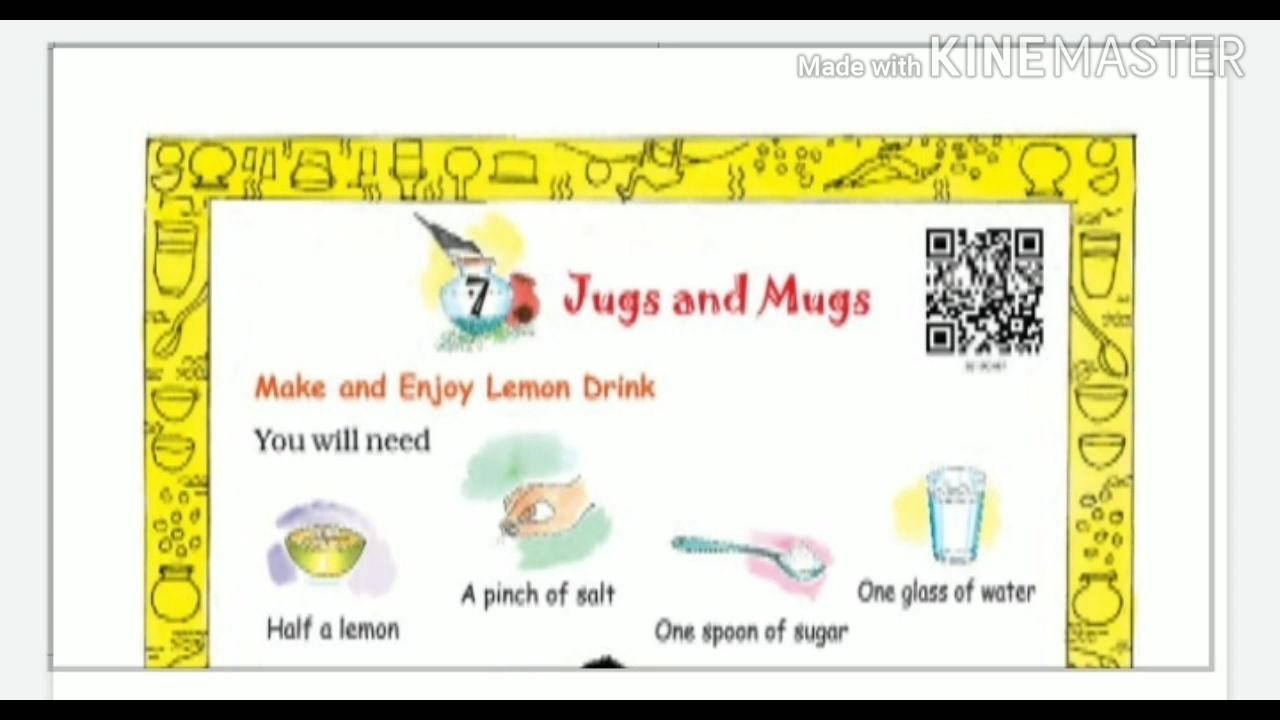 Made with KINEMASTER
7 Jugs and Mugs
Make and Enjoy Lemon Drink
You will need
Half a lemon
A pinch of salt
One spoon of sugar
One glass of water